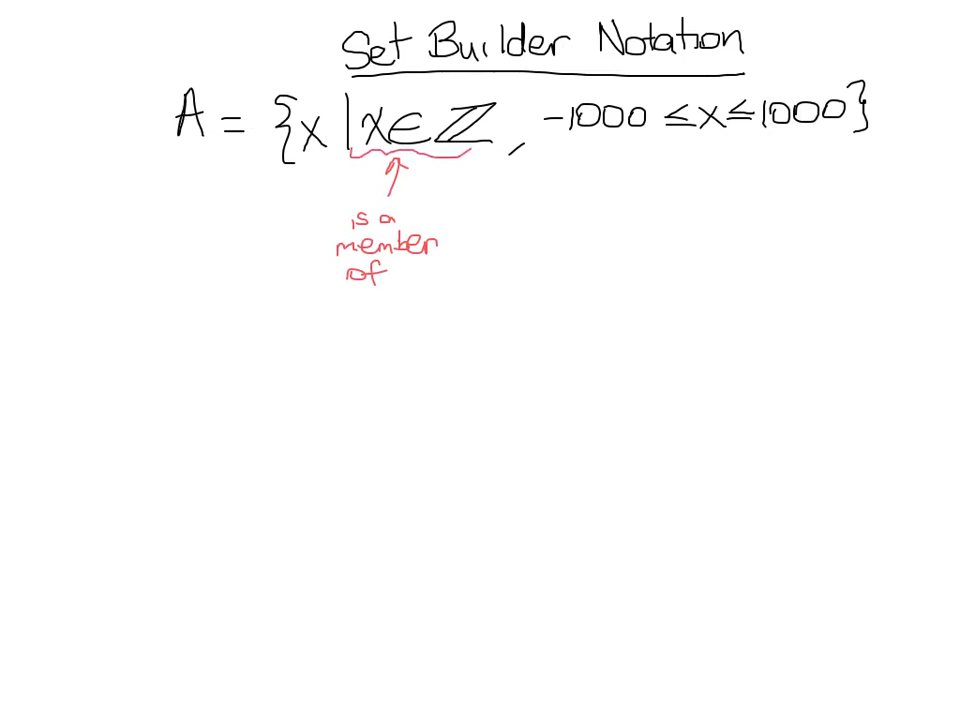 Set Builder Notation
A = {x | x ∈ ℤ, -1000 ≤ x ≤ 1000}
is a
member
of